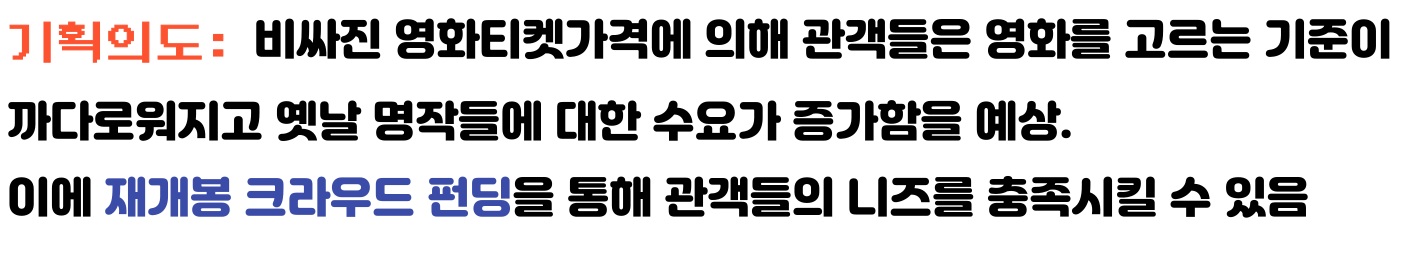 기획의도: 비싸진 영화티켓가격에 의해 관객들은 영화를 고르는 기준이
까다로워지고 옛날 명작들에 대한 수요가 증가함을 예상.
이에 재개봉 크라우드 펀딩을 통해 관객들의 니즈를 충족시킬 수 있음